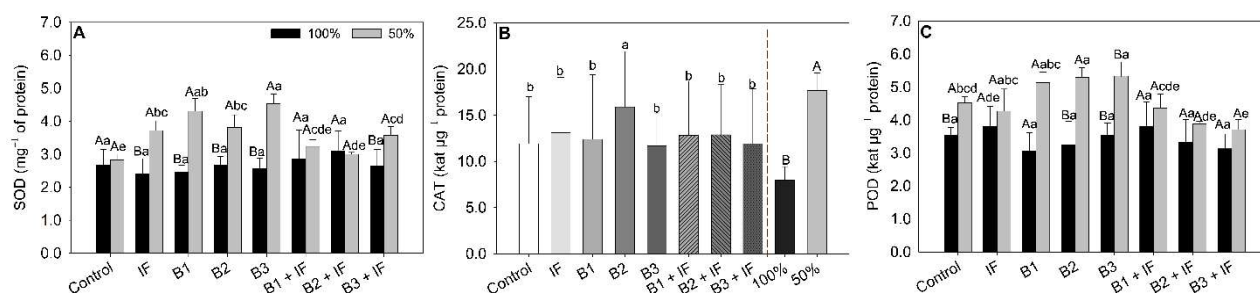 A
100%
50%
7.0
6.0
5.0
4.0
3.0
2.0
1.0
0.0
SOD (mg⁻¹ of protein)
Ba
Ae
Ba
Abc
Ba
Aab
Ba
Abc
Ba
Aa
Aa
Acde
Aa
Ade
Ba
Acd
Control
IF
B1
B2
B3
B1 + IF
B2 + IF
B3 + IF
B
25.0
20.0
15.0
10.0
5.0
0.0
CAT (kat µg⁻¹ protein)
b
b
b
a
b
b
b
b
B
A
Control
IF
B1
B2
B3
B1 + IF
B2 + IF
B3 + IF
100%
50%
C
7.0
6.0
5.0
4.0
3.0
2.0
1.0
0.0
POD (kat µg⁻¹ protein)
Ba
Abcd
Ade
Aabc
Aa
Aabc
Ba
Aa
Ba
Ba
Aa
Acde
Aa
Ade
Aa
Ae
Control
IF
B1
B2
B3
B1 + IF
B2 + IF
B3 + IF